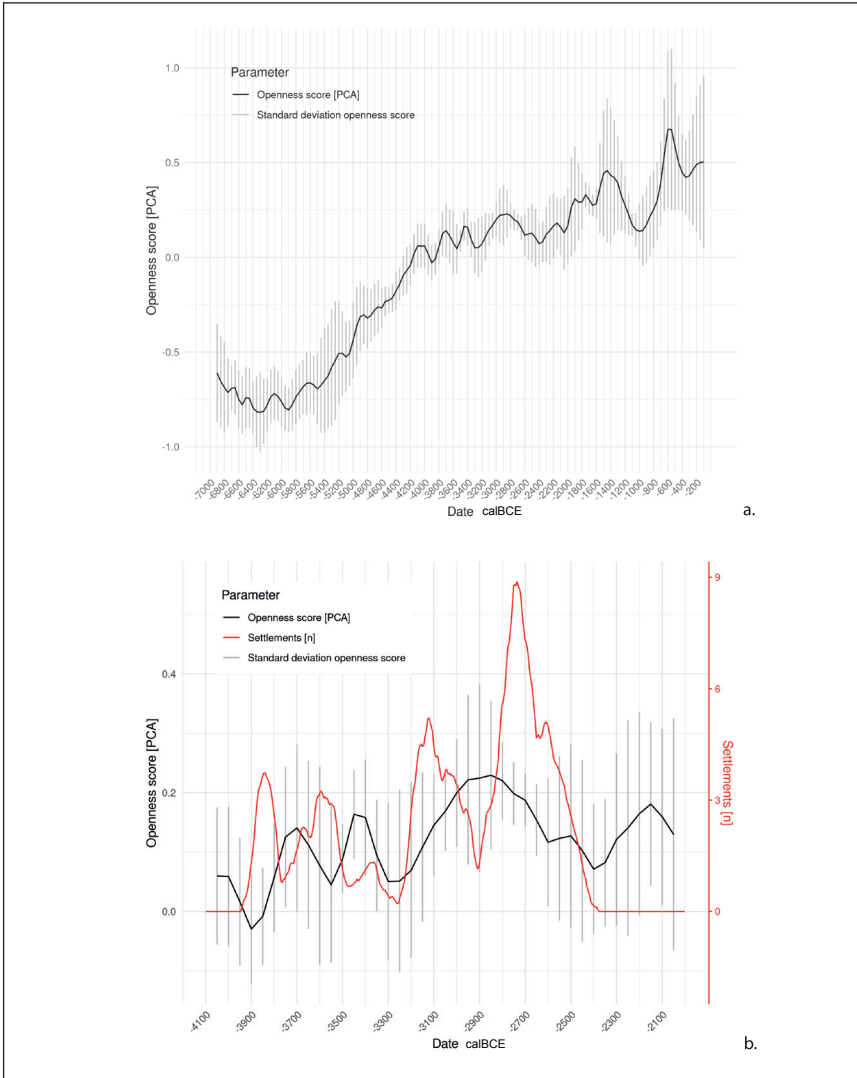 Parameter
Openness score [PCA]
Standard deviation openness score
Openness score [PCA]
1.0
0.5
0.0
-0.5
-1.0
-7000 -6800 -6600 -6400 -6200 -6000 -5800 -5600 -5400 -5200 -5000 -4800 -4600 -4400 -4200 -4000 -3800 -3600 -3400 -3200 -3000 -2800 -2600 -2400 -2200 -2000 -1800 -1600 -1400 -1200 -1000 -800 -600 -400 -200
Date calBCE
a.
Parameter
Openness score [PCA]
Settlements [n]
Standard deviation openness score
Openness score [PCA]
0.4
0.2
0.0
9
6
3
0
Settlements [n]
-4100 -3900 -3700 -3500 -3300 -3100 -2900 -2700 -2500 -2300 -2100
Date calBCE
b.